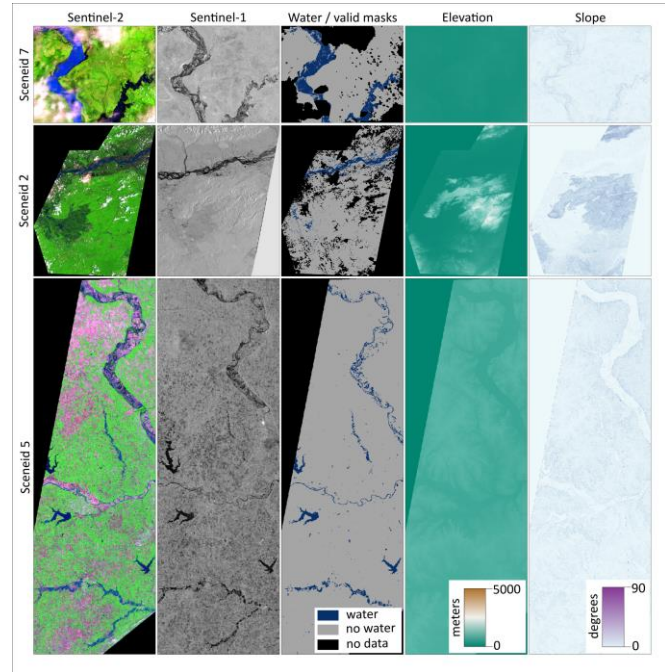 Sentinel-2 Sentinel-1 Water / valid masks Elevation Slope
Sceneid 7
Sceneid 2
Sceneid 5
water
no water
no data
meters
5000
0
degrees
90
0